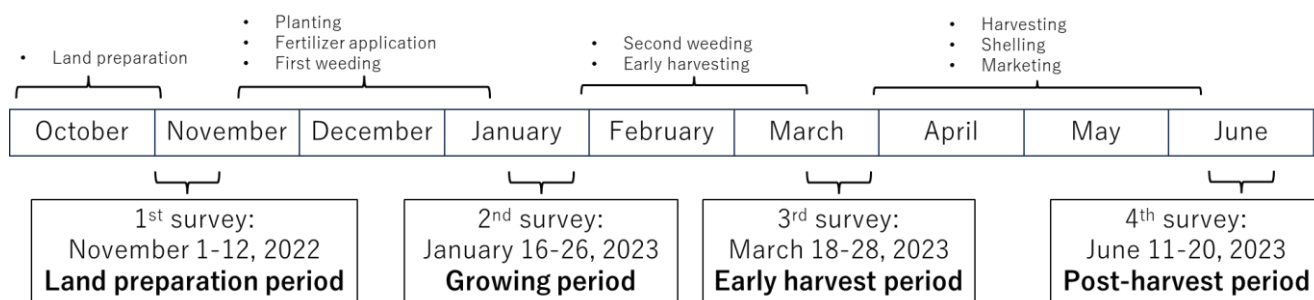 • Land preparation
• Planting
• Fertilizer application
• First weeding
• Second weeding
• Early harvesting
• Harvesting
• Shelling
• Marketing
October November December January February March April May June
1st survey:
November 1-12, 2022
Land preparation period
2nd survey:
January 16-26, 2023
Growing period
3rd survey:
March 18-28, 2023
Early harvest period
4th survey:
June 11-20, 2023
Post-harvest period